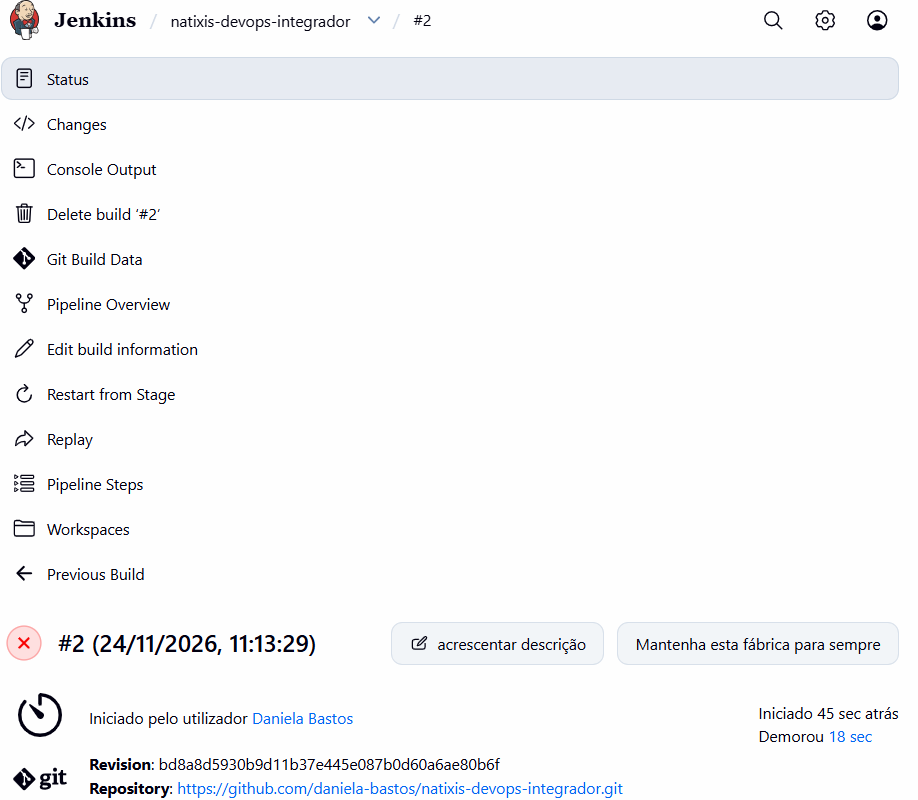 Jenkins / natixis-devops-integrador / #2
Status
Changes
Console Output
Delete build ‘#2’
Git Build Data
Pipeline Overview
Edit build information
Restart from Stage
Replay
Pipeline Steps
Workspaces
Previous Build
#2 (24/11/2026, 11:13:29) acrescentar descrição Mantenha esta fábrica para sempre
Iniciado pelo utilizador Daniela Bastos
Iniciado 45 sec atrás
Demorou 18 sec
git
Revision: bd8a8d5930b9d11b37e445e087b0d60a6ae80b6f
Repository: https://github.com/daniela-bastos/natixis-devops-integrador.git